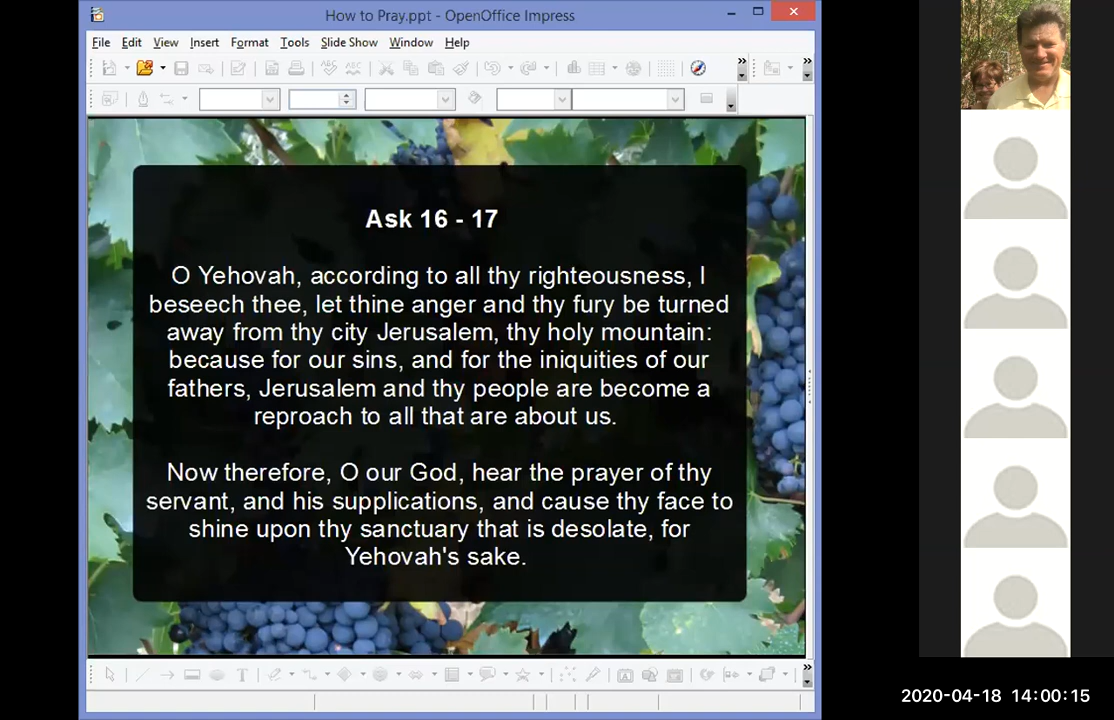 How to Pray.ppt - OpenOffice Impress
File Edit View Insert Format Tools Slide Show Window Help
Ask 16 - 17
O Yehovah, according to all thy righteousness, I
beseech thee, let thine anger and thy fury be turned
away from thy city Jerusalem, thy holy mountain:
because for our sins, and for the iniquities of our
fathers, Jerusalem and thy people are become a
reproach to all that are about us.
Now therefore, O our God, hear the prayer of thy
servant, and his supplications, and cause thy face to
shine upon thy sanctuary that is desolate, for
Yehovah's sake.
2020-04-18 14:00:15